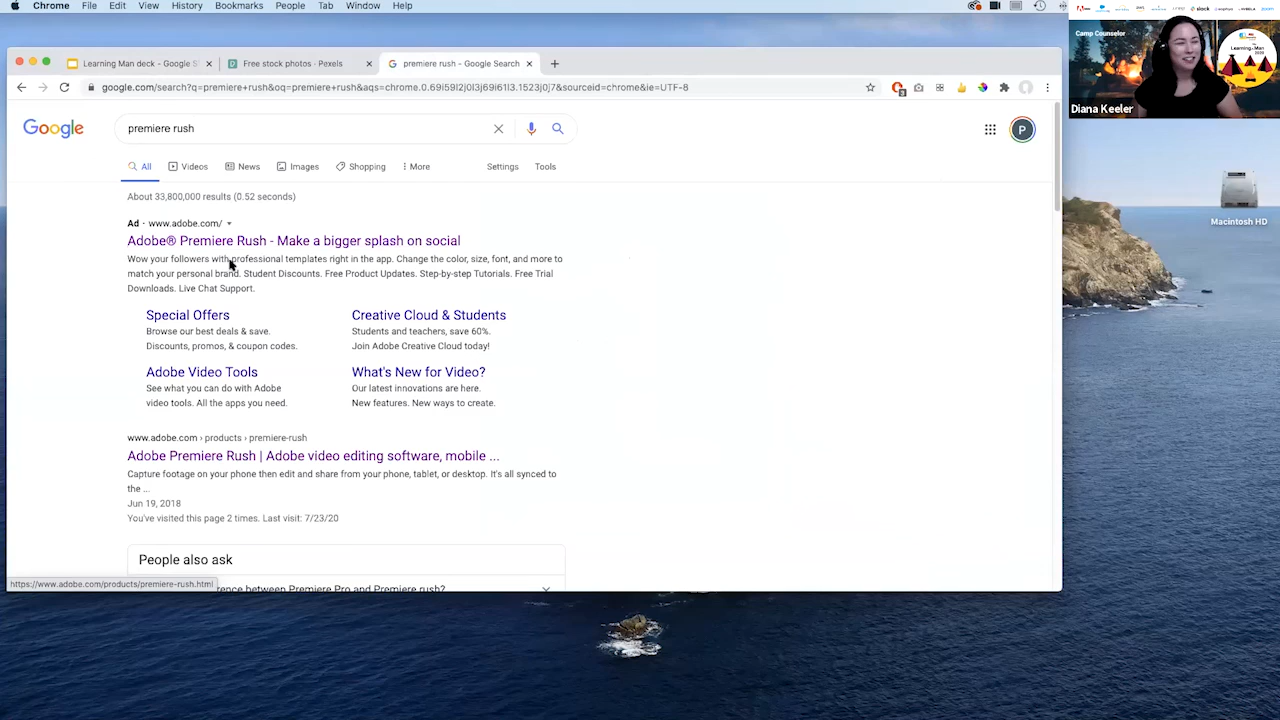 Chrome File Edit View History Bookmarks People Tab Window Help
Learning Man deck - Google S
Free stock photos · Pexels
premiere rush - Google Search
google.com/search?q=premiere+rush&oq=premiere+rush&aqs=chrome.0.69i59l2j0l3j69i61l3.1523j0j7&sourceid=chrome&ie=UTF-8
Google
premiere rush
P
All Videos News Images Shopping More Settings Tools
About 33,800,000 results (0.52 seconds)
Ad · www.adobe.com/
Adobe® Premiere Rush - Make a bigger splash on social
Wow your followers with professional templates right in the app. Change the color, size, font, and more to
match your personal brand. Student Discounts. Free Product Updates. Step-by-step Tutorials. Free Trial
Downloads. Live Chat Support.
Special Offers
Browse our best deals & save.
Discounts, promos, & coupon codes.
Creative Cloud & Students
Students and teachers, save 60%.
Join Adobe Creative Cloud today!
Adobe Video Tools
See what you can do with Adobe
video tools. All the apps you need.
What's New for Video?
Our latest innovations are here.
New features. New ways to create.
www.adobe.com › products › premiere-rush
Adobe Premiere Rush | Adobe video editing software, mobile ...
Capture footage on your phone then edit and share from your phone, tablet, or desktop. It's all synced to
the ...
Jun 19, 2018
You've visited this page 2 times. Last visit: 7/23/20
People also ask
rence between Premiere Pro and Premiere rush?
https://www.adobe.com/products/premiere-rush.html
slack
Camp Counselor
Learning Man
2020
Diana Keeler
Macintosh HD